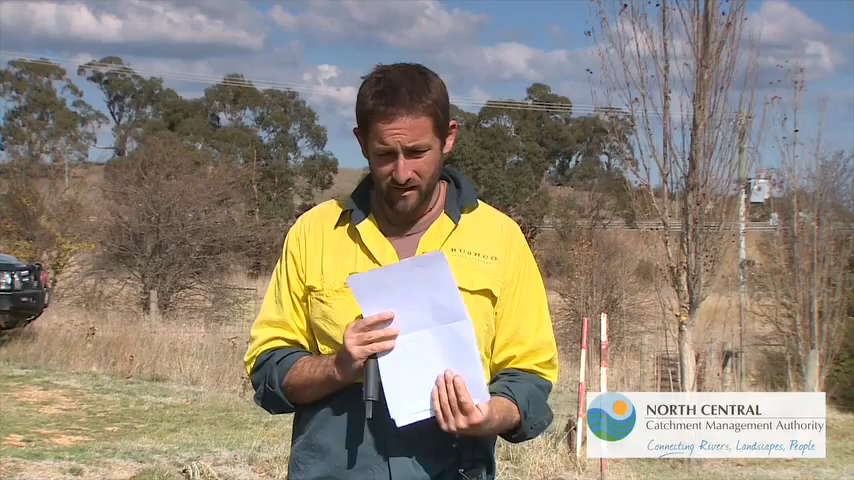 BUSHCO
NORTH CENTRAL
Catchment Management Authority
Connecting Rivers, Landscapes, People